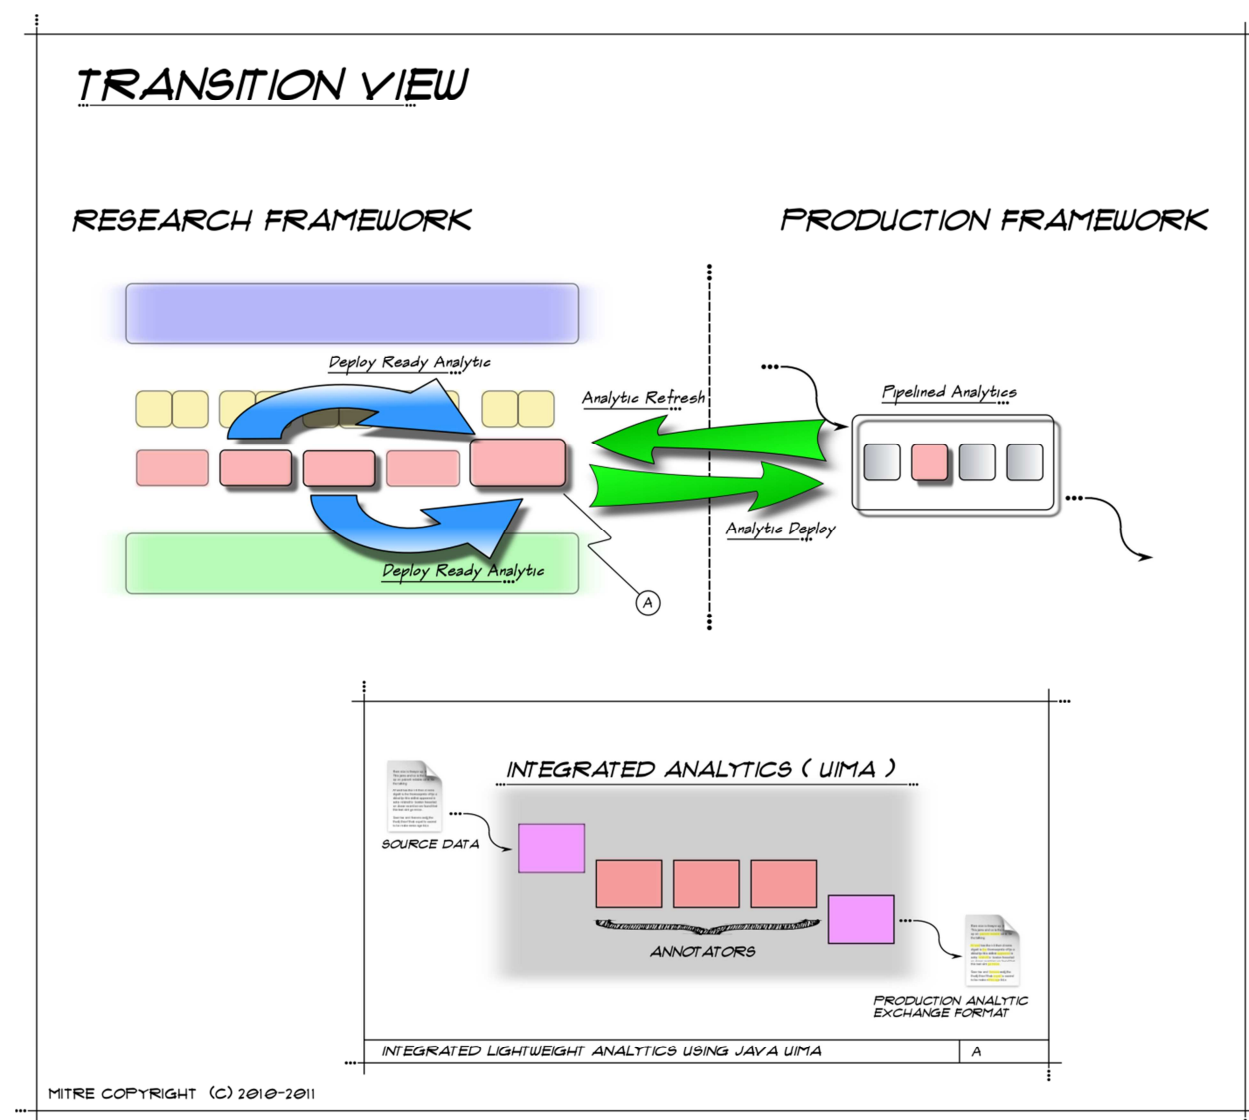 TRANSITION VIEW
RESEARCH FRAMEWORK
PRODUCTION FRAMEWORK
Deploy Ready Analytic
Analytic Refresh
Pipelined Analytics
Analytic Deploy
Deploy Ready Analytic
A
INTEGRATED ANALYTICS ( UIMA )
SOURCE DATA
ANNOTATORS
PRODUCTION ANALYTIC
EXCHANGE FORMAT
INTEGRATED LIGHTWEIGHT ANALYTICS USING JAVA UIMA
A
MITRE COPYRIGHT (C) 2010-2011